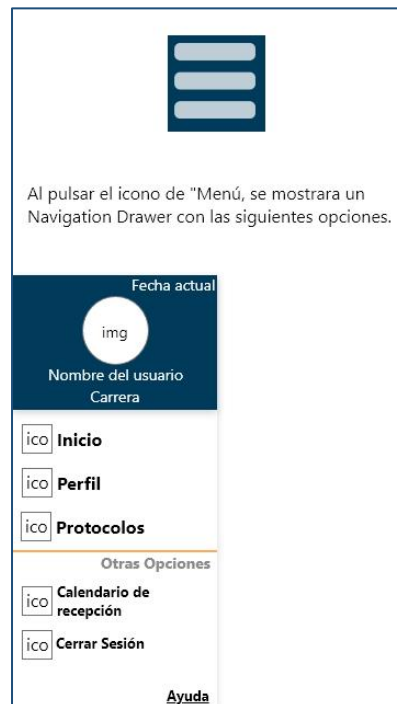 Al pulsar el icono de "Menú, se mostrara un
Navigation Drawer con las siguientes opciones.
Fecha actual
img
Nombre del usuario
Carrera
ico Inicio
ico Perfil
ico Protocolos
Otras Opciones
ico Calendario de
recepción
ico Cerrar Sesión
Ayuda